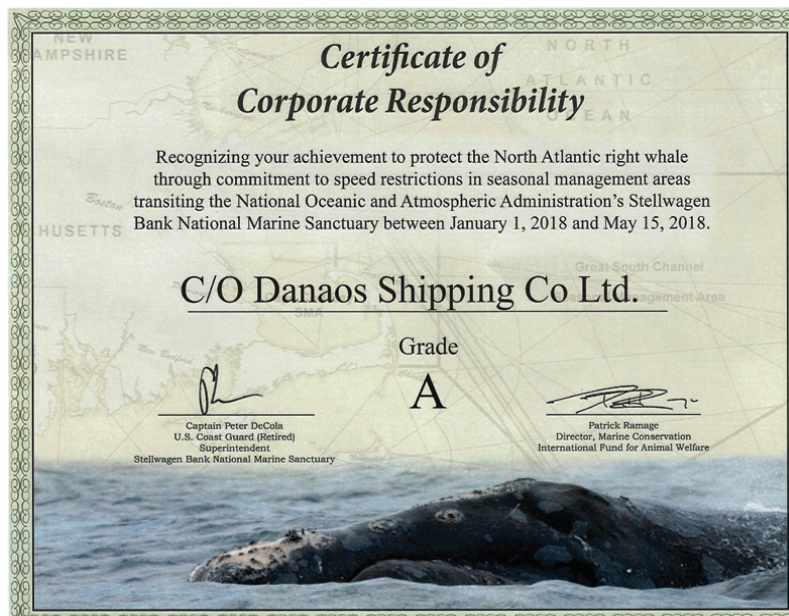 NEW
AMPSHIRE
NORTH
ATLANTIC
OCEAN
Certificate of
Corporate Responsibility
Recognizing your achievement to protect the North Atlantic right whale
through commitment to speed restrictions in seasonal management areas
transiting the National Oceanic and Atmospheric Administration's Stellwagen
Bank National Marine Sanctuary between January 1, 2018 and May 15, 2018.
Boston
HUSETTS
Great South Channel
C/O Danaos Shipping Co Ltd.
Management Area
SMA
New Bedford
Grade
A
Captain Peter DeCola
U.S. Coast Guard (Retired)
Superintendent
Stellwagen Bank National Marine Sanctuary
Patrick Ramage
Director, Marine Conservation
International Fund for Animal Welfare